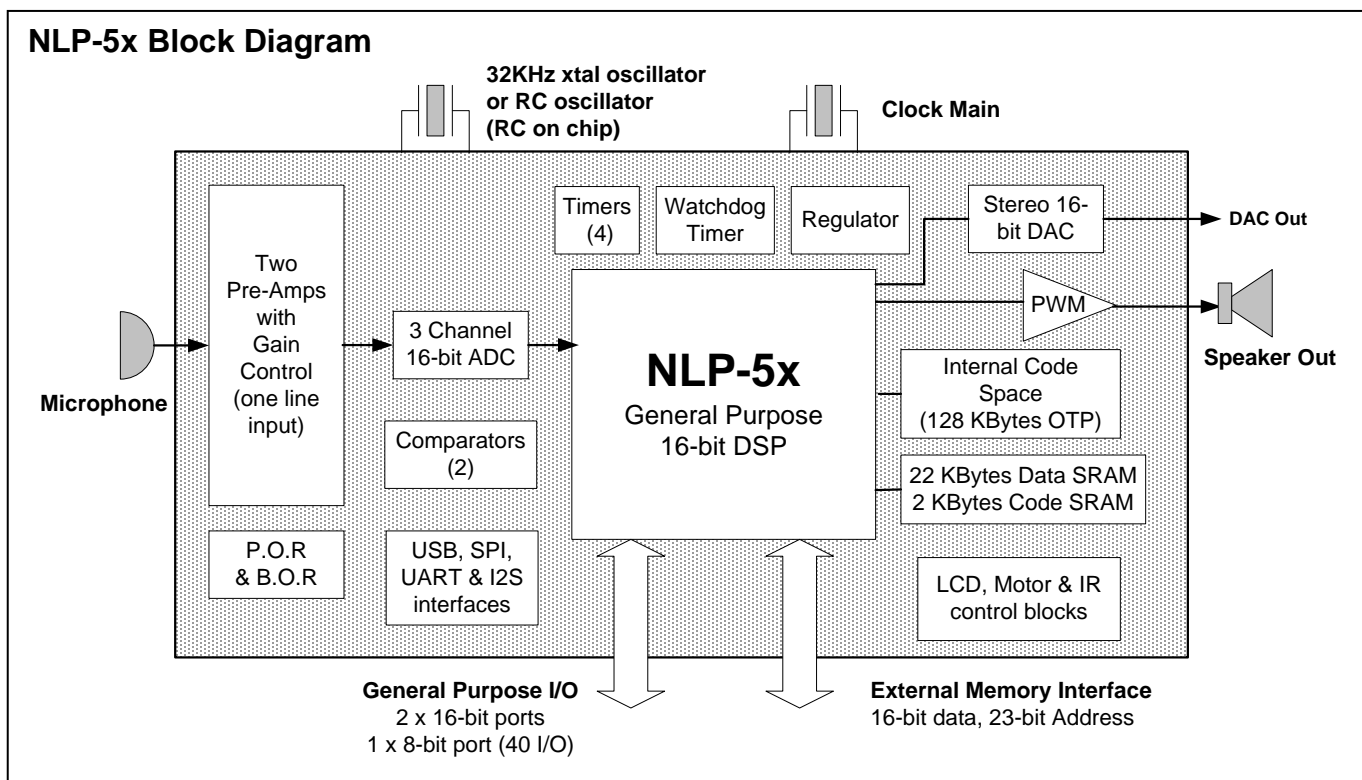 NLP-5x Block Diagram
32KHz xtal oscillator
or RC oscillator
(RC on chip)
Clock Main
Timers
(4)
Watchdog
Timer
Regulator
Stereo 16-
bit DAC
DAC Out
Two
Pre-Amps
with
Gain
Control
(one line
input)
3 Channel
16-bit ADC
NLP-5x
General Purpose
16-bit DSP
PWM
Speaker Out
Microphone
Internal Code
Space
(128 KBytes OTP)
Comparators
(2)
22 KBytes Data SRAM
2 KBytes Code SRAM
P.O.R
& B.O.R
USB, SPI,
UART & I2S
interfaces
LCD, Motor & IR
control blocks
General Purpose I/O
2 x 16-bit ports
1 x 8-bit port (40 I/O)
External Memory Interface
16-bit data, 23-bit Address